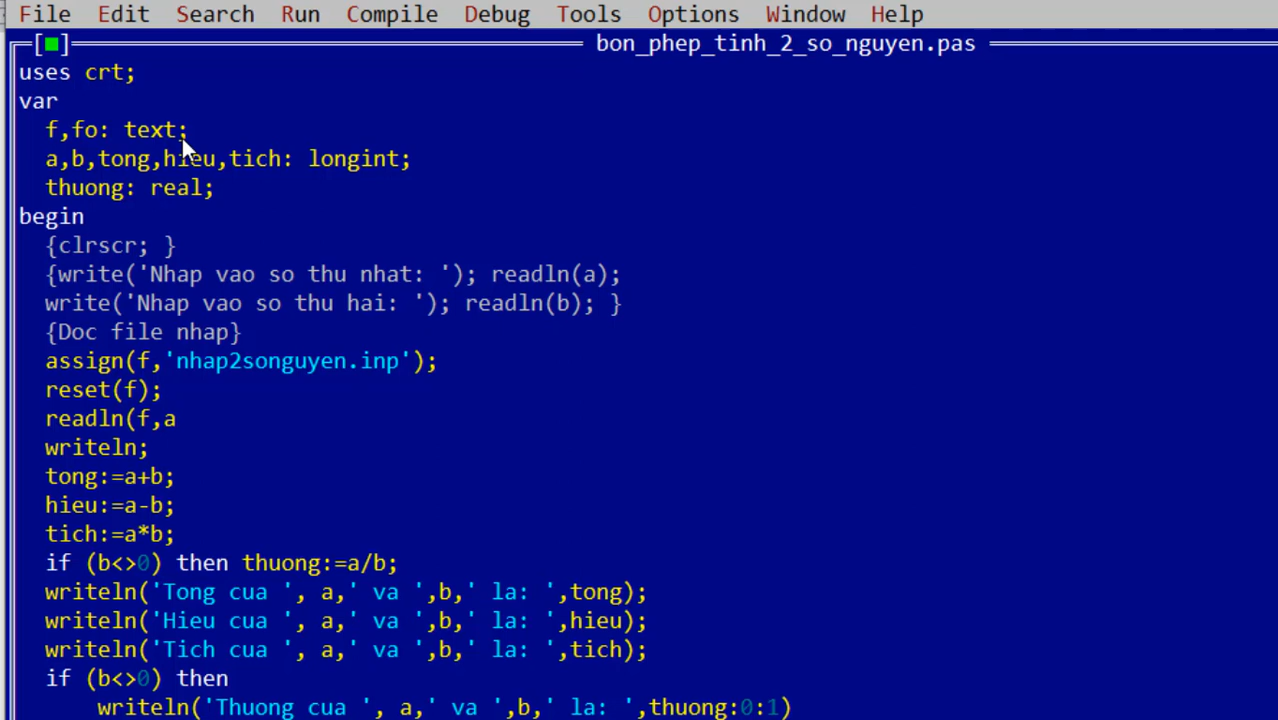 File Edit Search Run Compile Debug Tools Options Window Help
[■] bon_phep_tinh_2_so_nguyen.pas
uses crt;
var
f,fo: text;
a,b,tong,hieu,tich: longint;
thuong: real;
begin
{clrscr; }
{write('Nhap vao so thu nhat: '); readln(a);
write('Nhap vao so thu hai: '); readln(b); }
{Doc file nhap}
assign(f,'nhap2songuyen.inp');
reset(f);
readln(f,a
writeln;
tong:=a+b;
hieu:=a-b;
tich:=a*b;
if (b<>0) then thuong:=a/b;
writeln('Tong cua ', a,' va ',b,' la: ',tong);
writeln('Hieu cua ', a,' va ',b,' la: ',hieu);
writeln('Tich cua ', a,' va ',b,' la: ',tich);
if (b<>0) then
writeln('Thuong cua ', a,' va ',b,' la: ',thuong:0:1)